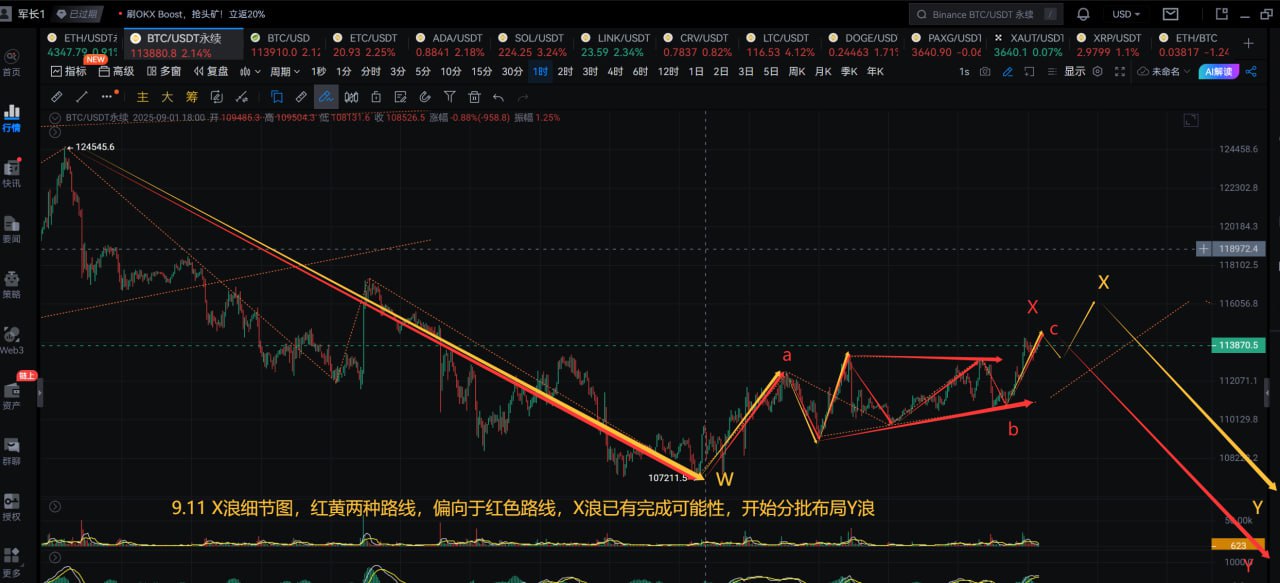 军长1
已过期
刷OKX Boost，抢头矿！立返20%
Binance BTC/USDT 永续
/
USD
首页
行情
快讯
要闻
策略
Web3
链上
资产
群聊
授权
更多
ETH/USDT永
4347.79 0.91%
BTC/USDT永续
113880.8 2.14%
BTC/USD
113910.0 2.12
ETC/USDT
20.93 2.25%
ADA/USDT
0.8841 2.18%
SOL/USDT
224.25 3.24%
LINK/USDT
23.59 2.34%
CRV/USDT
0.7837 0.82%
LTC/USDT
116.53 4.12%
DOGE/USD
0.24463 1.71
PAXG/USDT
3640.90 -0.06
XAUT/USDT
3640.1 0.07%
XRP/USDT
2.9799 1.1%
ETH/BTC
0.03817 -1.24
NEW
指标 高级 多窗 复盘 周期 1秒 1分 分时 3分 5分 10分 15分 30分 1时 2时 3时 4时 6时 12时 1日 2日 3日 5日 周K 月K 季K 年K
1s 显示 未命名 AI解读
主 大 筹
BTC/USDT永续 2025-09-01 18:00 开 109486.3 高 109504.3 低 108131.6 收 108526.5 涨幅 -0.88%(-958.8) 振幅 1.25%
124545.6
107211.5
W
a
b
X
c
X
Y
Y
9.11 X浪细节图，红黄两种路线，偏向于红色路线，X浪已有完成可能性，开始分批布局Y浪
124458.6
122302.8
120184.3
118972.4
118102.5
116056.8
113870.5
112071.1
110129.8
623